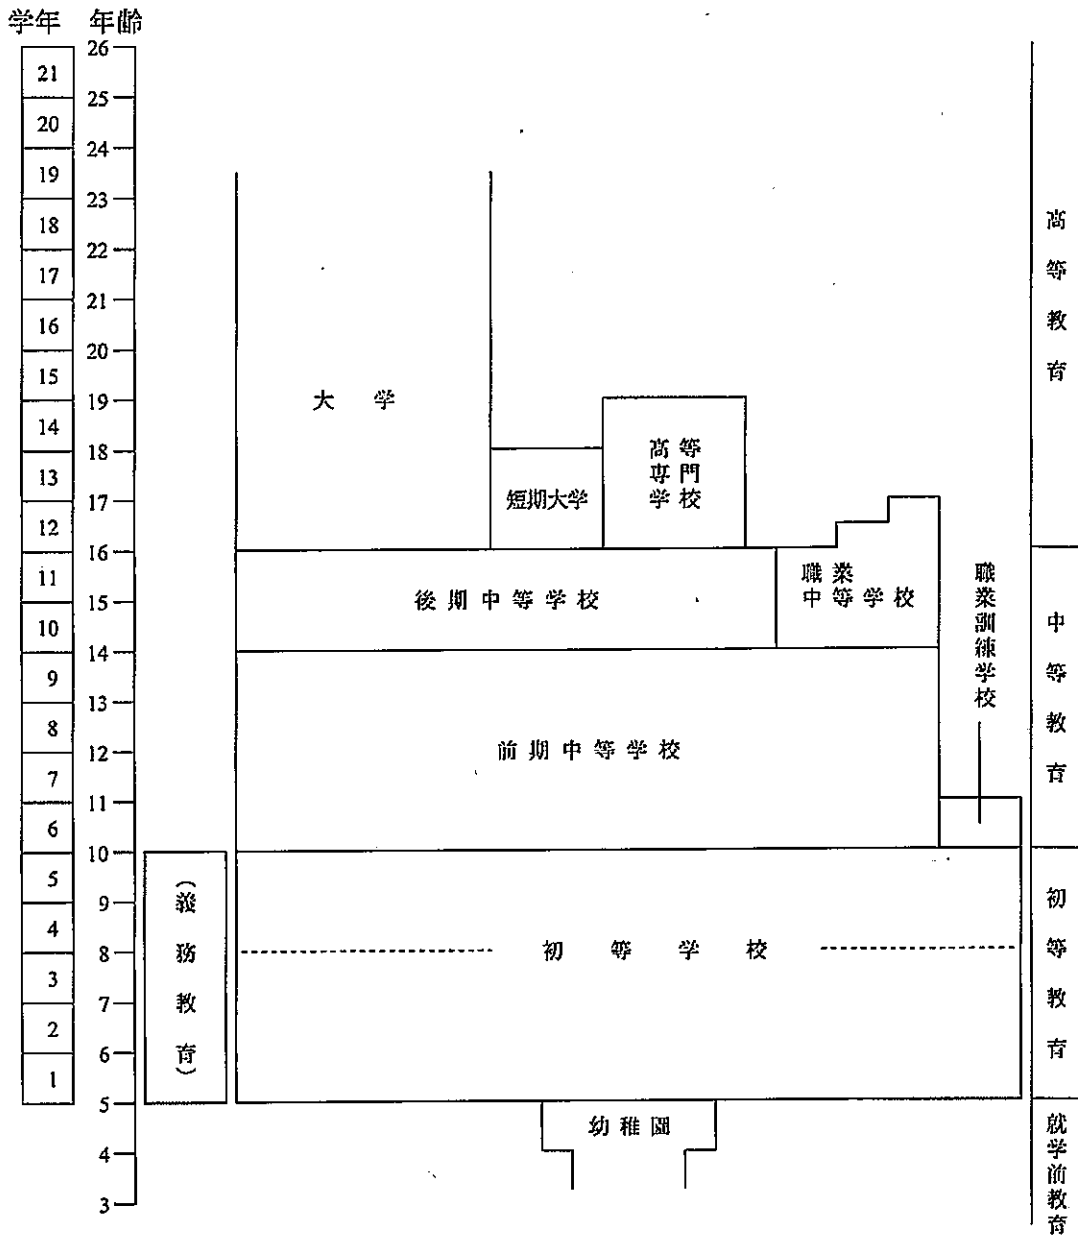 学年 年齢
26
21
25
20
24
19
23
18
22
17
21
16
20
15
19
14
18
13
17
12
16
11
15
10
14
9
13
8
12
7
11
6
10
5
9
4
8
3
7
2
6
1
5
4
3
(義務教育)
大学
短期大学
高等
専門
学校
後期中等学校
職業
中等学校
職業訓練学校
前期中等学校
初等学校
幼稚園
高等教育
中等教育
初等教育
就学前教育